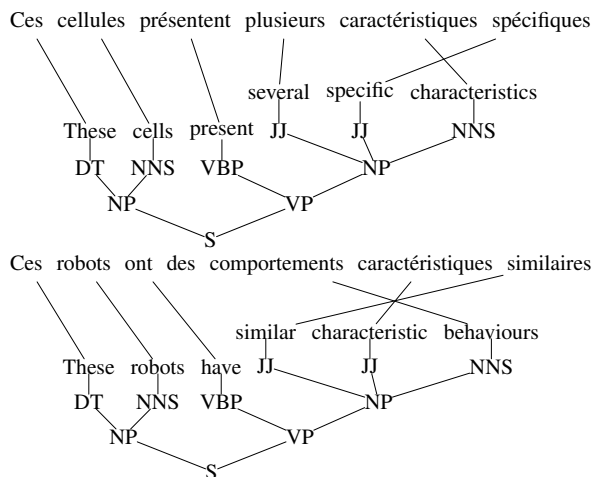 Ces cellules présentent plusieurs caractéristiques spécifiques
several specific characteristics
These cells present JJ JJ NNS
DT NNS VBP NP
NP VP
S
Ces robots ont des comportements caractéristiques similaires
similar characteristic behaviours
These robots have JJ JJ NNS
DT NNS VBP NP
NP VP
S